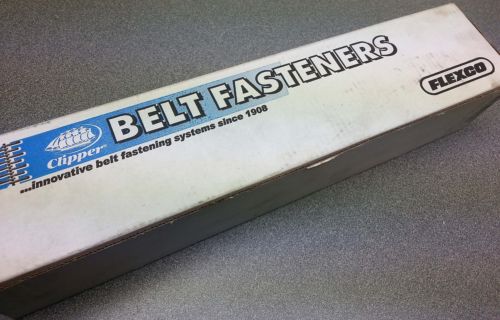 BELT FASTENERS
FLEXCO
Clipper®
...innovative belt fastening systems since 1908